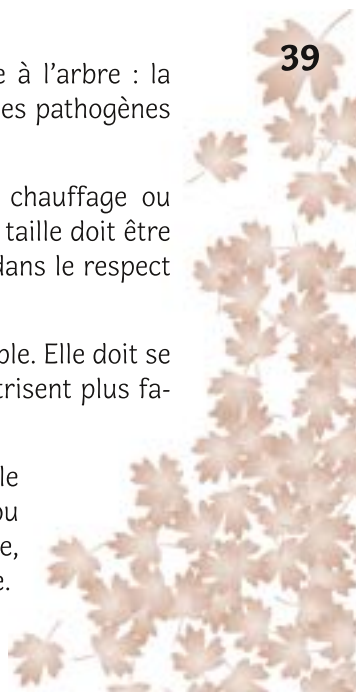 39
e à l'arbre : la
es pathogènes
chauffage ou
taille doit être
dans le respect
ble. Elle doit se
trisent plus fa-
le
ou
e,
e.